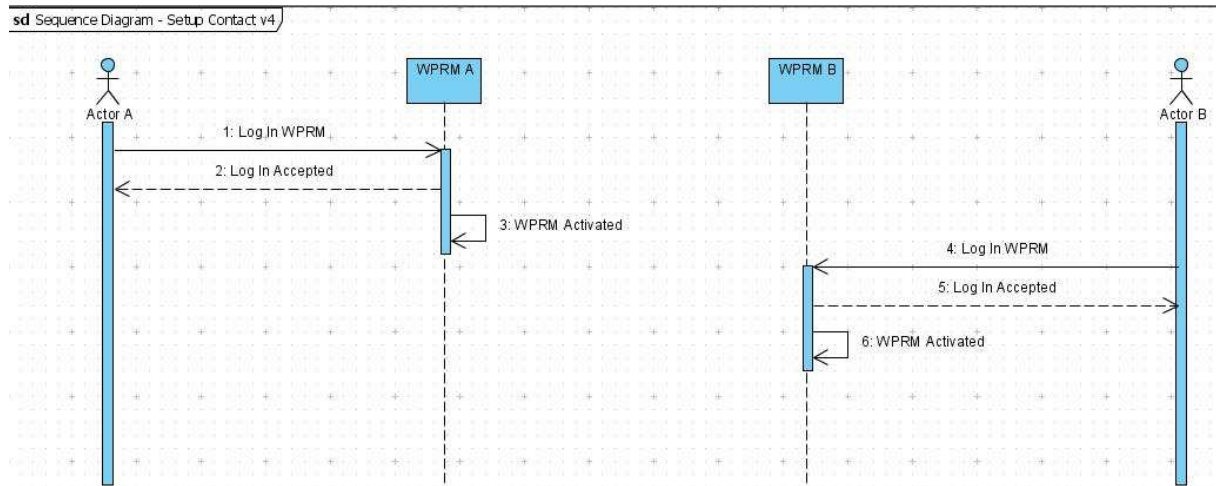 sd Sequence Diagram - Setup Contact v4
WPRM A
WPRM B
Actor A
Actor B
1: Log In WPRM
2: Log In Accepted
3: WPRM Activated
4: Log In WPRM
5: Log In Accepted
6: WPRM Activated